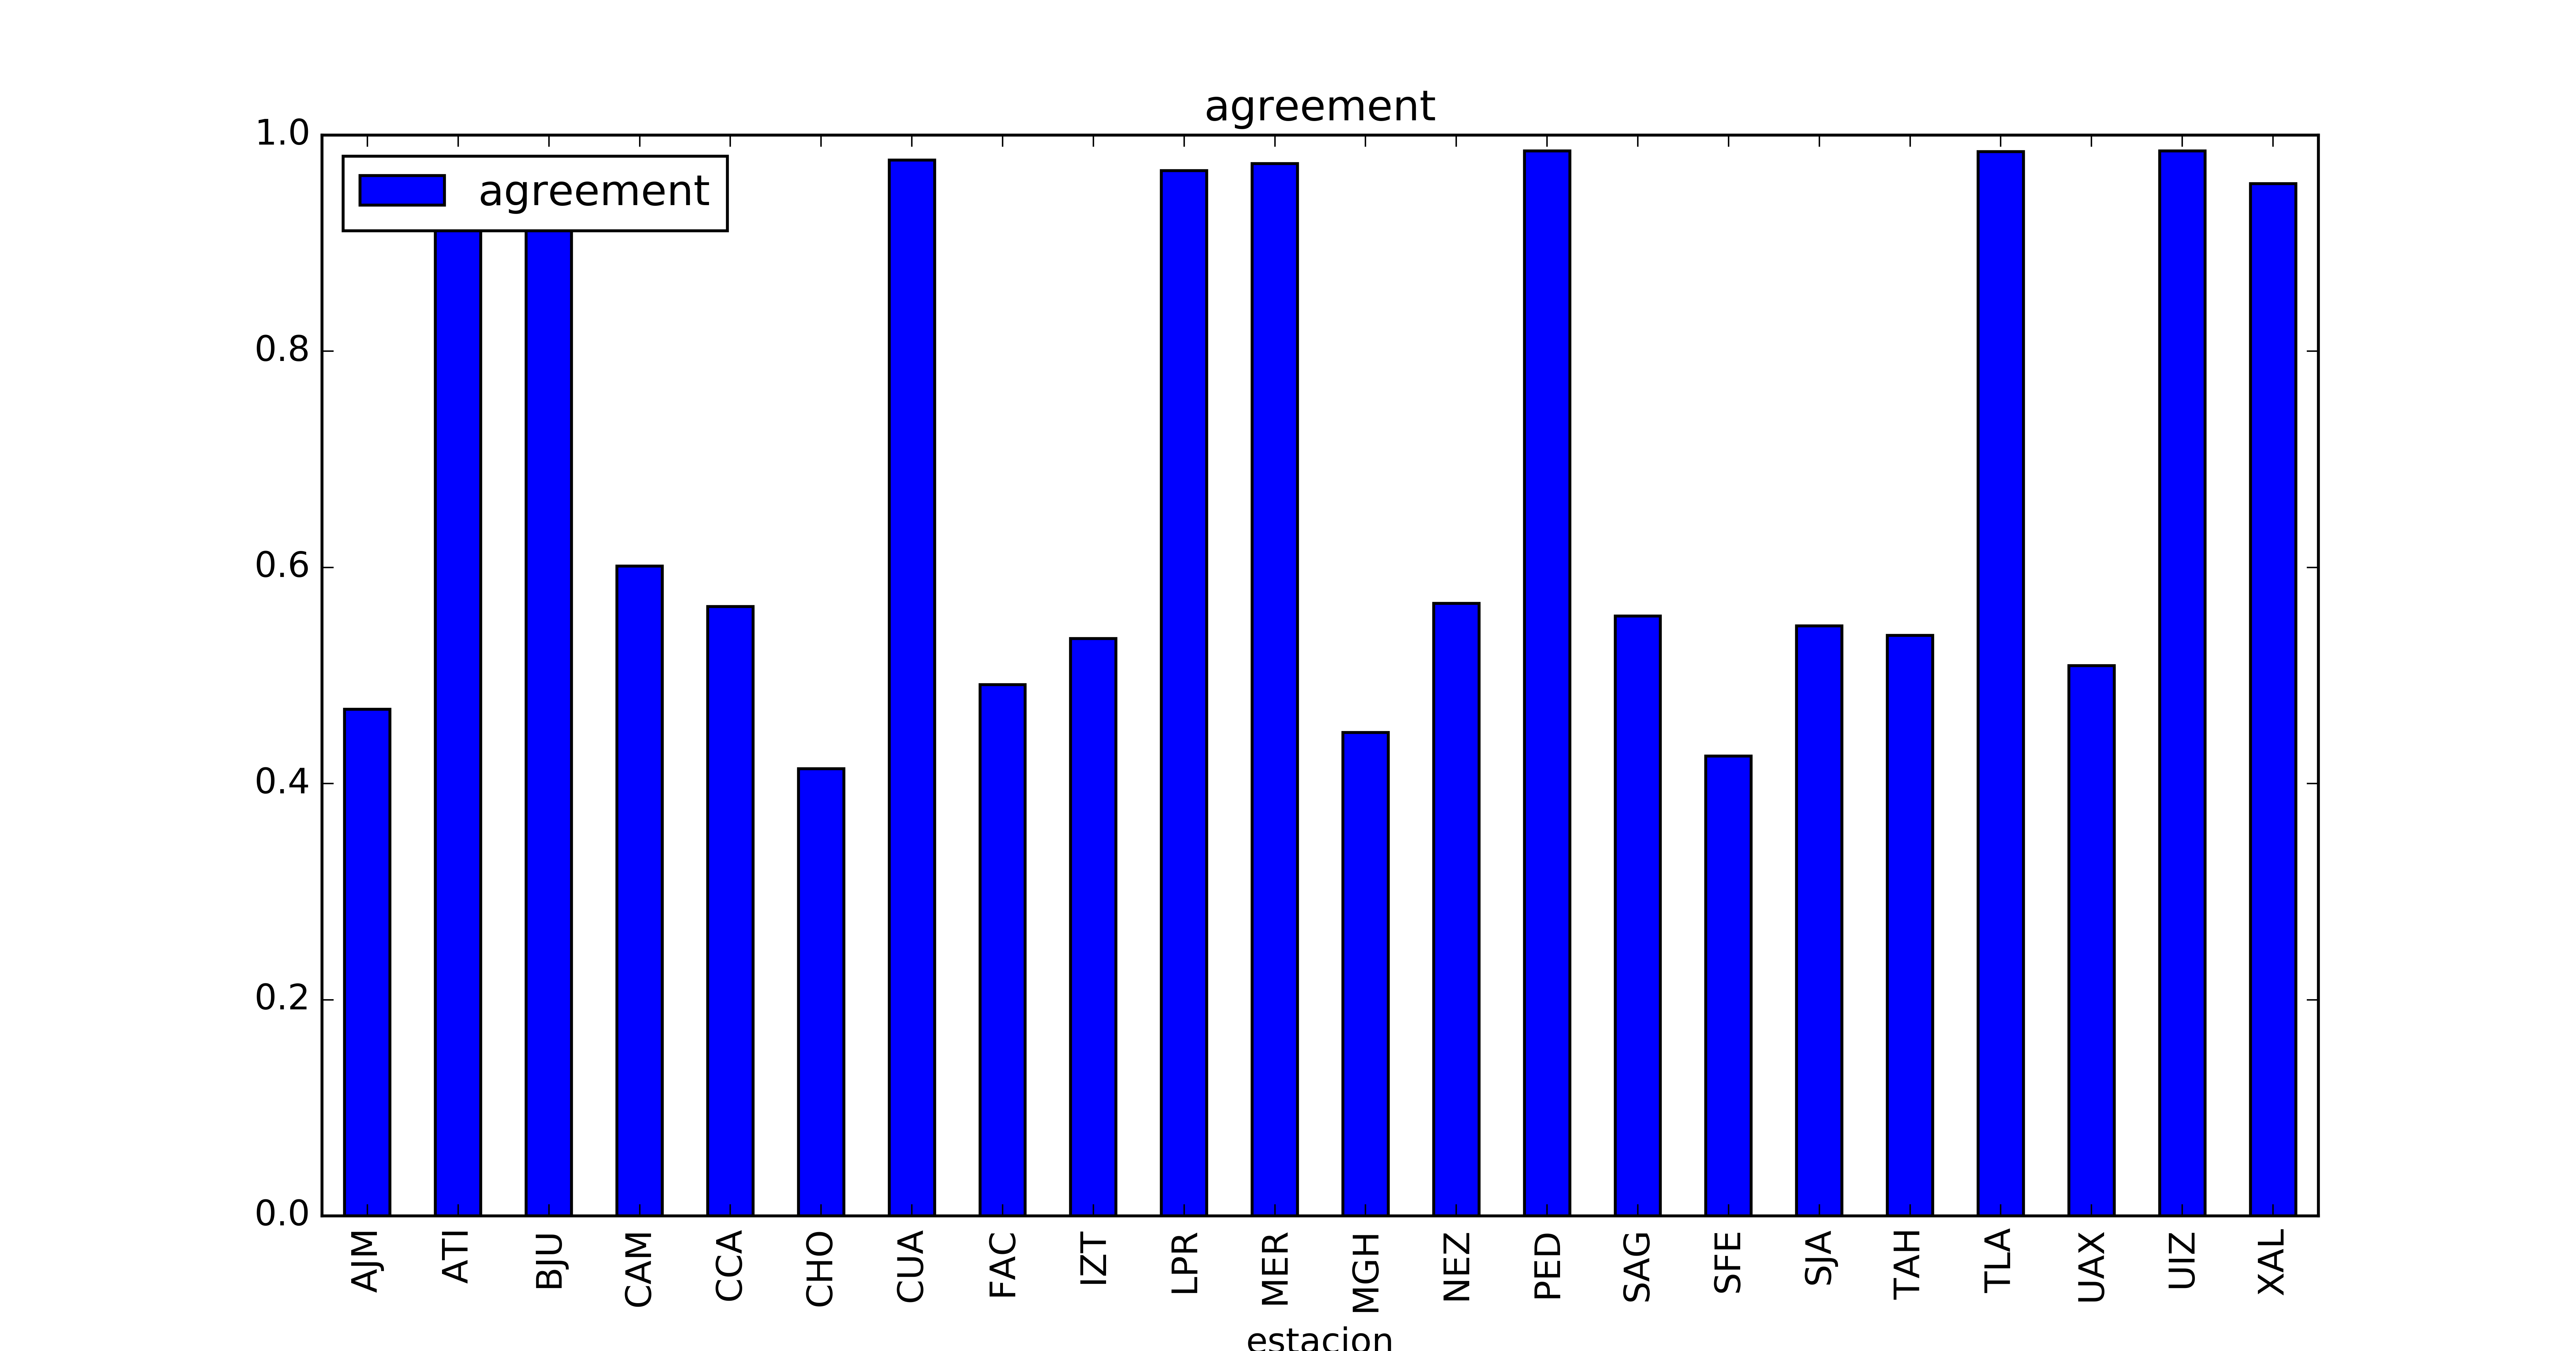 agreement
agreement
1.0
0.8
0.6
0.4
0.2
0.0
AJM
ATI
BJU
CAM
CCA
CHO
CUA
FAC
IZT
LPR
MER
MGH
NEZ
PED
SAG
SFE
SJA
TAH
TLA
UAX
UIZ
XAL
estacion